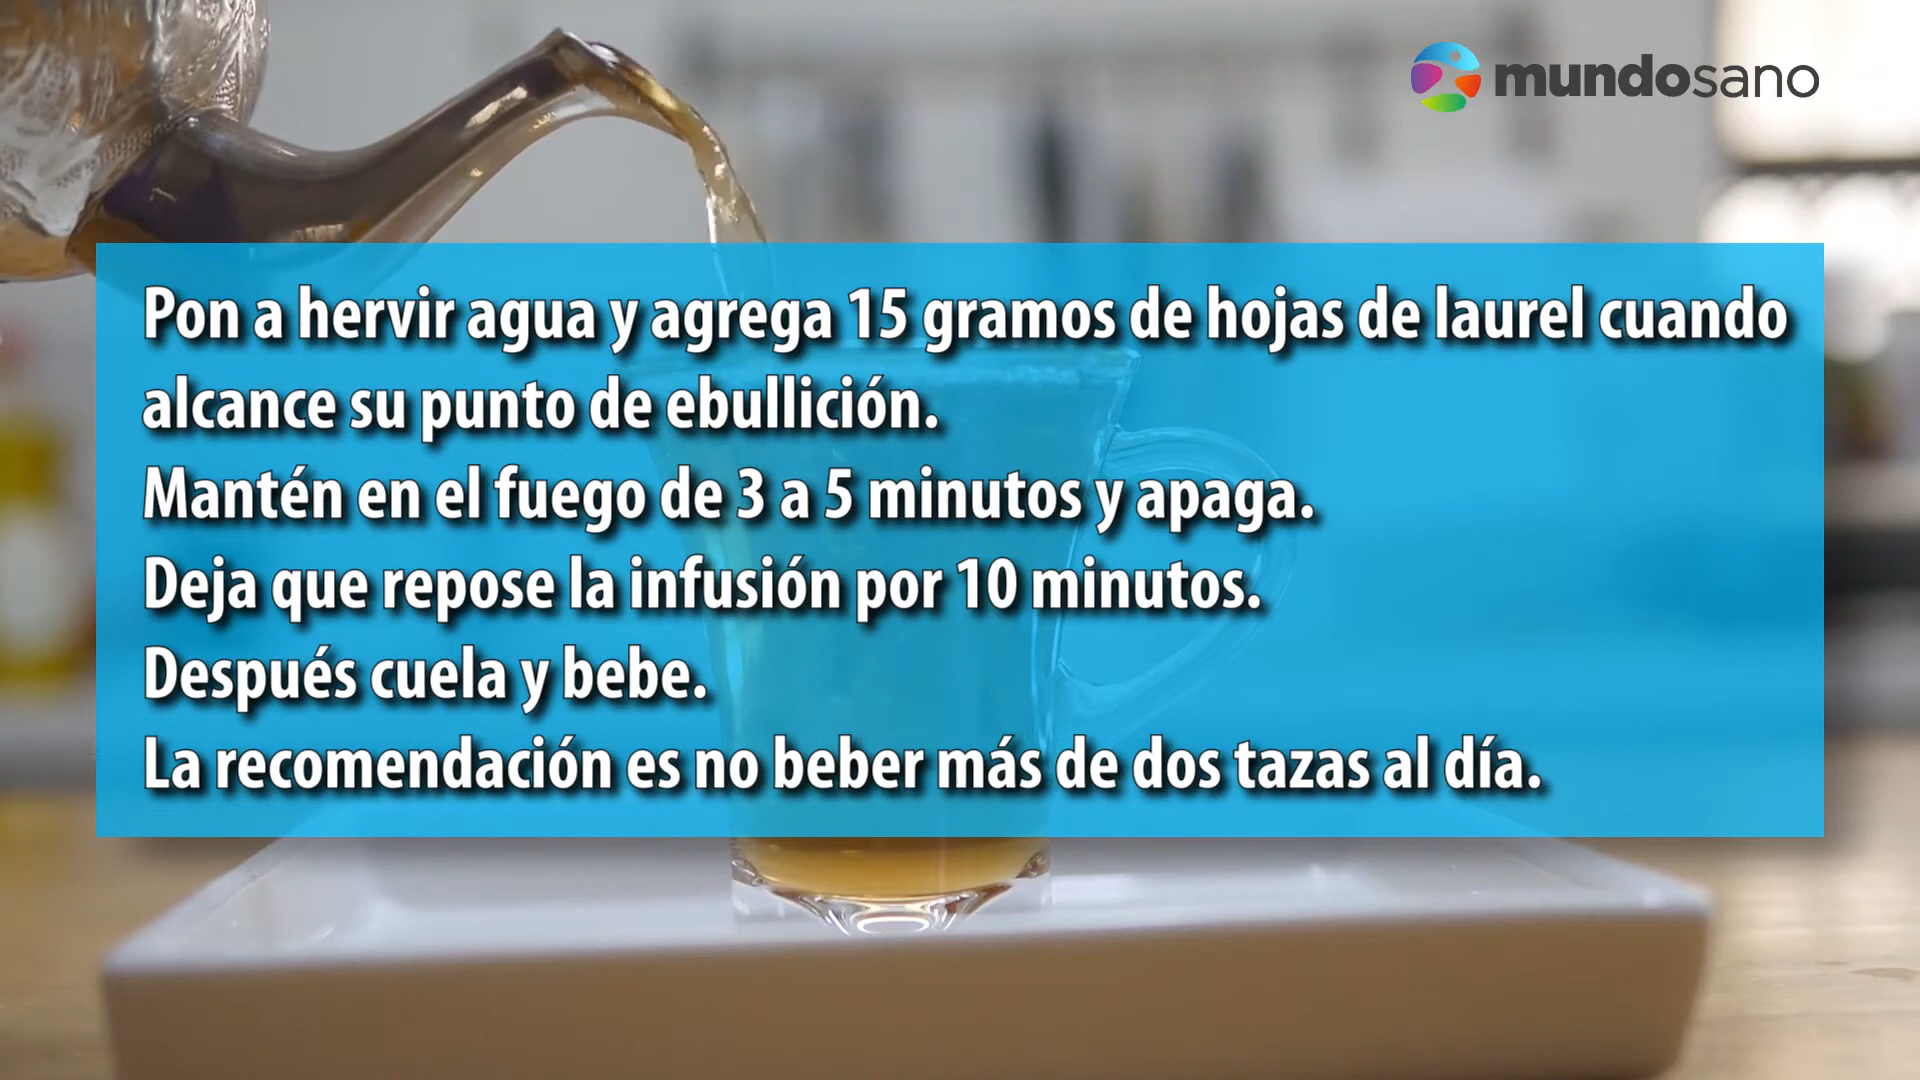 mundosano
Pon a hervir agua y agrega 15 gramos de hojas de laurel cuando
alcance su punto de ebullición.
Mantén en el fuego de 3 a 5 minutos y apaga.
Deja que repose la infusión por 10 minutos.
Después cuela y bebe.
La recomendación es no beber más de dos tazas al día.